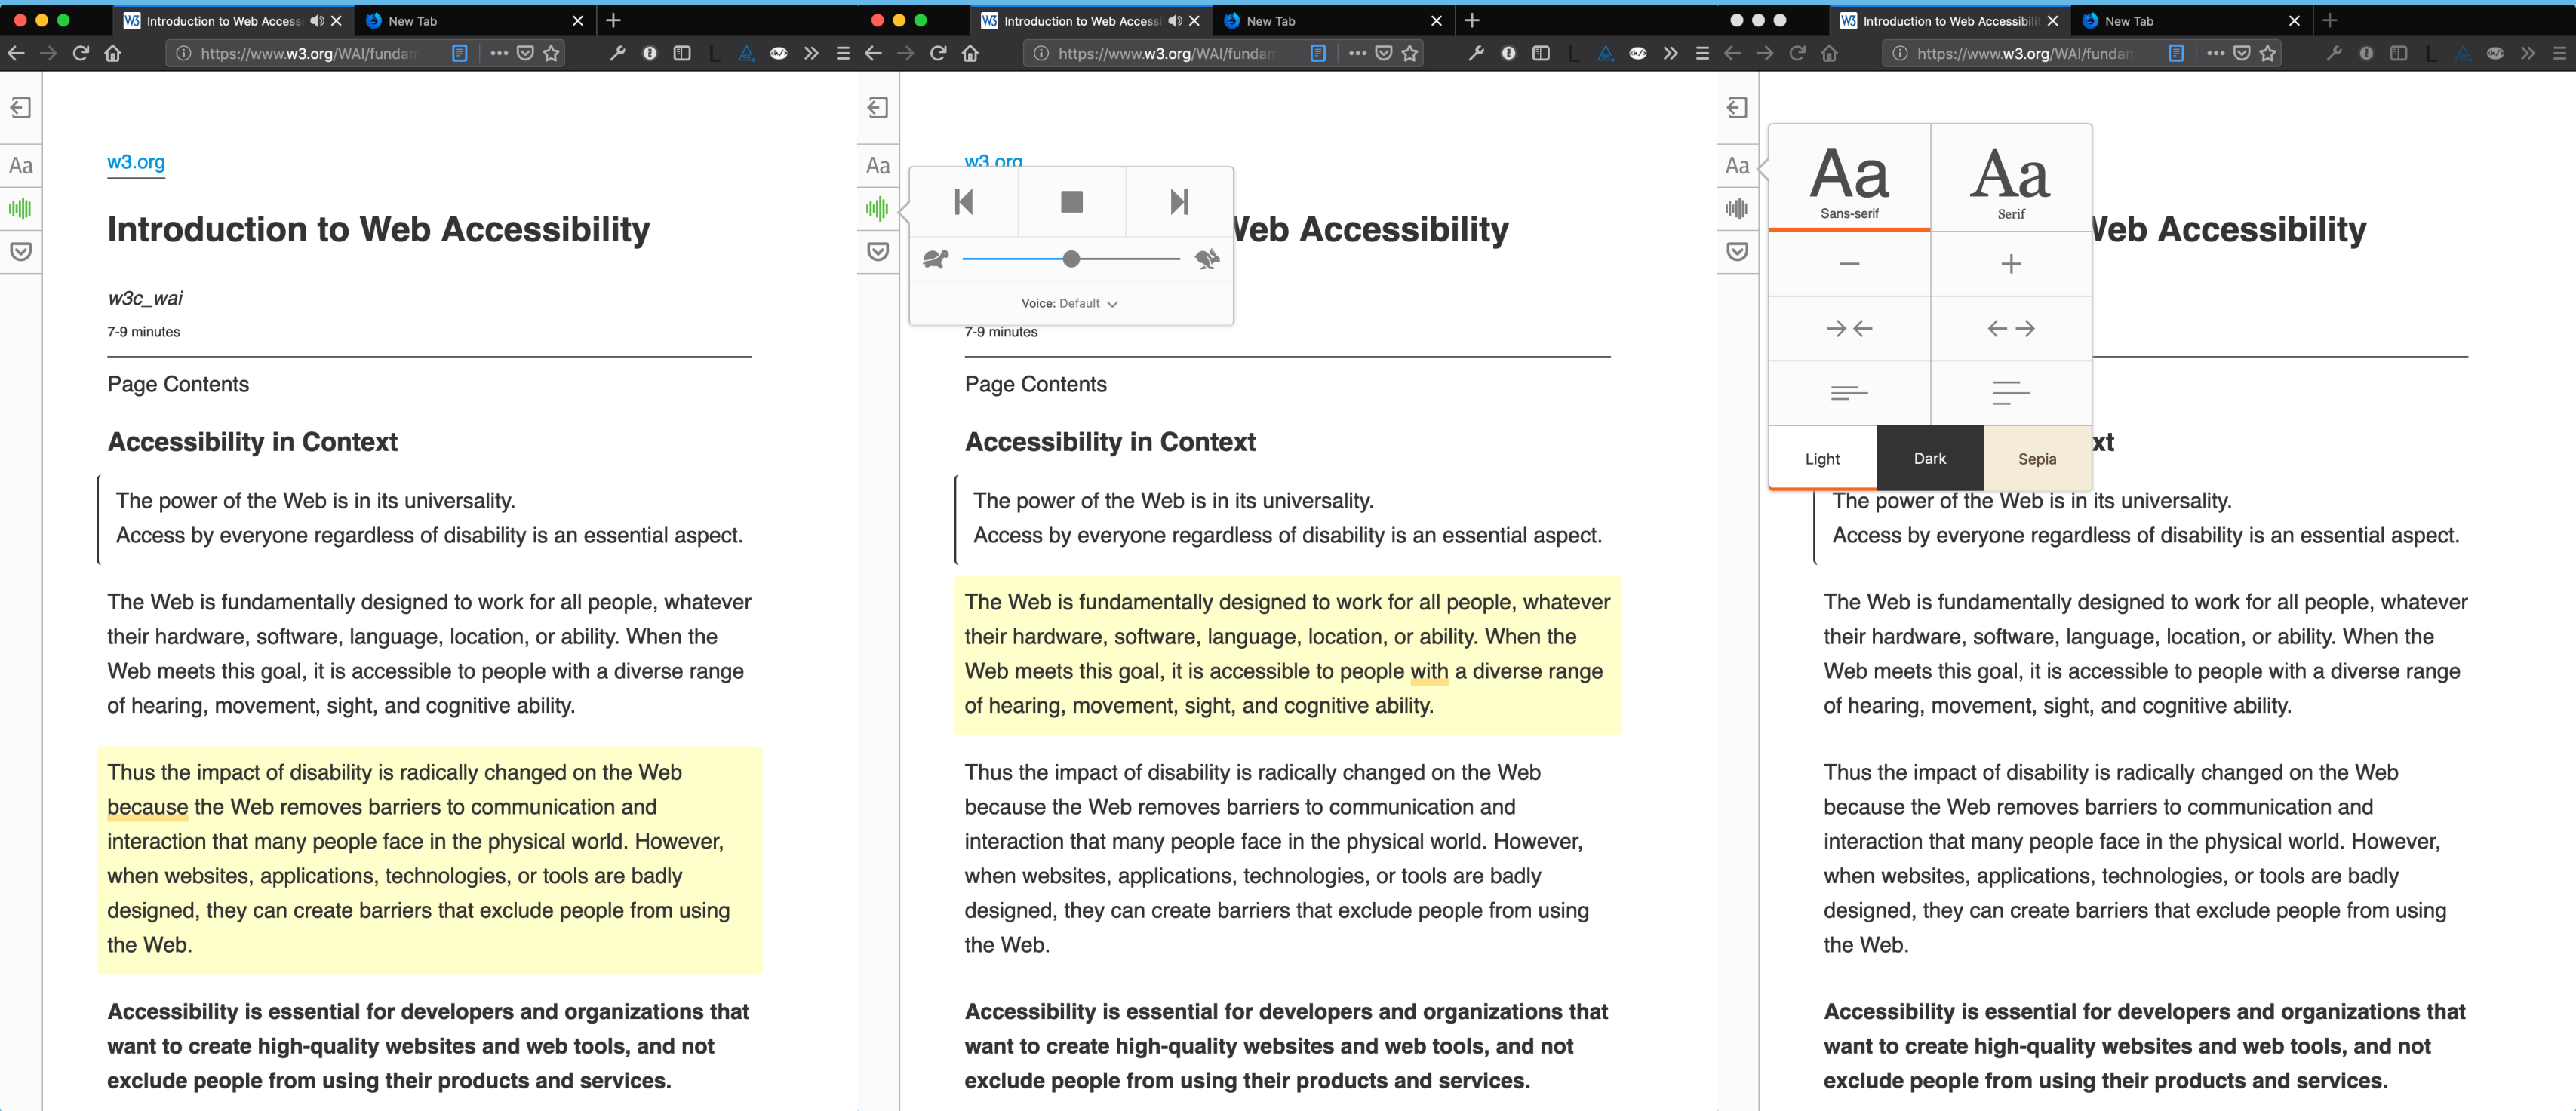 Introduction to Web Accessi
New Tab
https://www.w3.org/WAI/fundam
Aa
w3.org
Introduction to Web Accessibility
w3c_wai
7-9 minutes
Page Contents
Accessibility in Context
The power of the Web is in its universality.
Access by everyone regardless of disability is an essential aspect.
The Web is fundamentally designed to work for all people, whatever
their hardware, software, language, location, or ability. When the
Web meets this goal, it is accessible to people with a diverse range
of hearing, movement, sight, and cognitive ability.
Thus the impact of disability is radically changed on the Web
because the Web removes barriers to communication and
interaction that many people face in the physical world. However,
when websites, applications, technologies, or tools are badly
designed, they can create barriers that exclude people from using
the Web.
Accessibility is essential for developers and organizations that
want to create high-quality websites and web tools, and not
exclude people from using their products and services.
Introduction to Web Accessi
New Tab
https://www.w3.org/WAI/fundam
Aa
w3.org
Web Accessibility
Voice: Default
7-9 minutes
Page Contents
Accessibility in Context
The power of the Web is in its universality.
Access by everyone regardless of disability is an essential aspect.
The Web is fundamentally designed to work for all people, whatever
their hardware, software, language, location, or ability. When the
Web meets this goal, it is accessible to people with a diverse range
of hearing, movement, sight, and cognitive ability.
Thus the impact of disability is radically changed on the Web
because the Web removes barriers to communication and
interaction that many people face in the physical world. However,
when websites, applications, technologies, or tools are badly
designed, they can create barriers that exclude people from using
the Web.
Accessibility is essential for developers and organizations that
want to create high-quality websites and web tools, and not
exclude people from using their products and services.
Introduction to Web Accessibilit
New Tab
https://www.w3.org/WAI/fundam
Aa
Aa Aa
Sans-serif Serif
Web Accessibility
xt
Light Dark Sepia
The power of the Web is in its universality.
Access by everyone regardless of disability is an essential aspect.
The Web is fundamentally designed to work for all people, whatever
their hardware, software, language, location, or ability. When the
Web meets this goal, it is accessible to people with a diverse range
of hearing, movement, sight, and cognitive ability.
Thus the impact of disability is radically changed on the Web
because the Web removes barriers to communication and
interaction that many people face in the physical world. However,
when websites, applications, technologies, or tools are badly
designed, they can create barriers that exclude people from using
the Web.
Accessibility is essential for developers and organizations that
want to create high-quality websites and web tools, and not
exclude people from using their products and services.